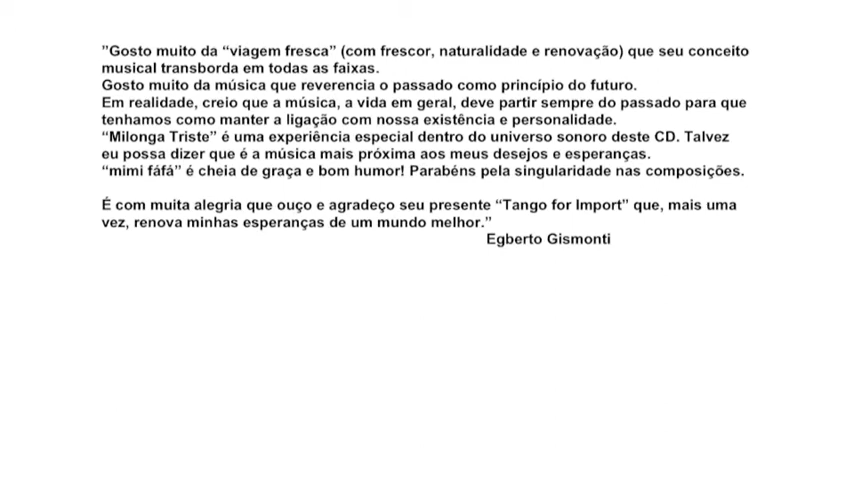 ”Gosto muito da “viagem fresca” (com frescor, naturalidade e renovação) que seu conceito
musical transborda em todas as faixas.
Gosto muito da música que reverencia o passado como princípio do futuro.
Em realidade, creio que a música, a vida em geral, deve partir sempre do passado para que
tenhamos como manter a ligação com nossa existência e personalidade.
“Milonga Triste” é uma experiência especial dentro do universo sonoro deste CD. Talvez
eu possa dizer que é a música mais próxima aos meus desejos e esperanças.
“mimi fáfá” é cheia de graça e bom humor! Parabéns pela singularidade nas composições.
É com muita alegria que ouço e agradeço seu presente “Tango for Import” que, mais uma
vez, renova minhas esperanças de um mundo melhor.”
Egberto Gismonti